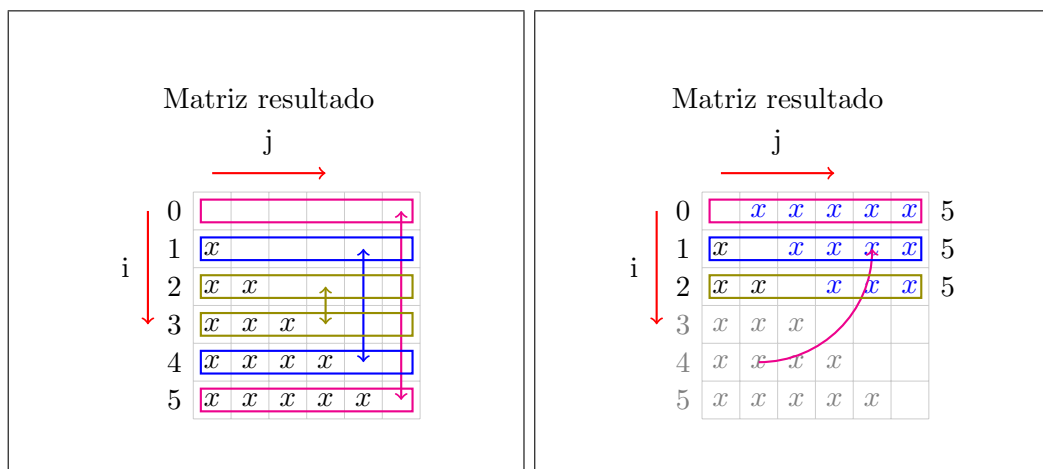 Matriz resultado
j
i
0
1 x
2 x x
3 x x x
4 x x x x
5 x x x x x
Matriz resultado
j
i
0 x x x x x 5
1 x x x x x 5
2 x x x x x 5
3 x x x
4 x x x x
5 x x x x x